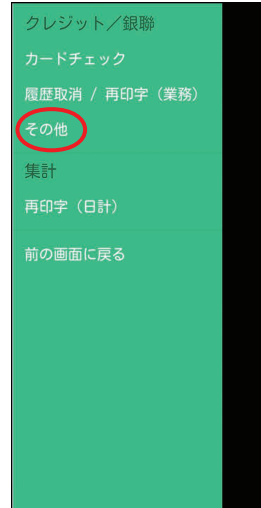 クレジット／銀聯
カードチェック
履歴取消 / 再印字（業務）
その他
集計
再印字（日計）
前の画面に戻る